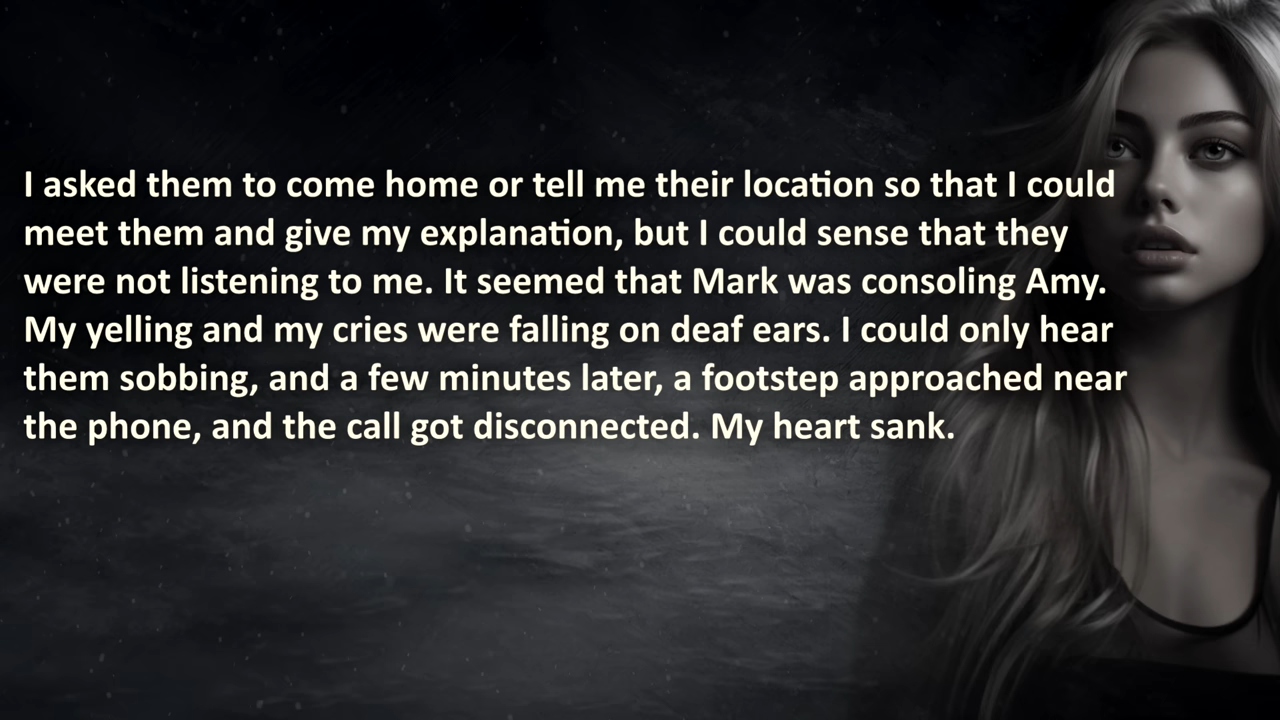 I asked them to come home or tell me their location so that I could
meet them and give my explanation, but I could sense that they
were not listening to me. It seemed that Mark was consoling Amy.
My yelling and my cries were falling on deaf ears. I could only hear
them sobbing, and a few minutes later, a footstep approached near
the phone, and the call got disconnected. My heart sank.